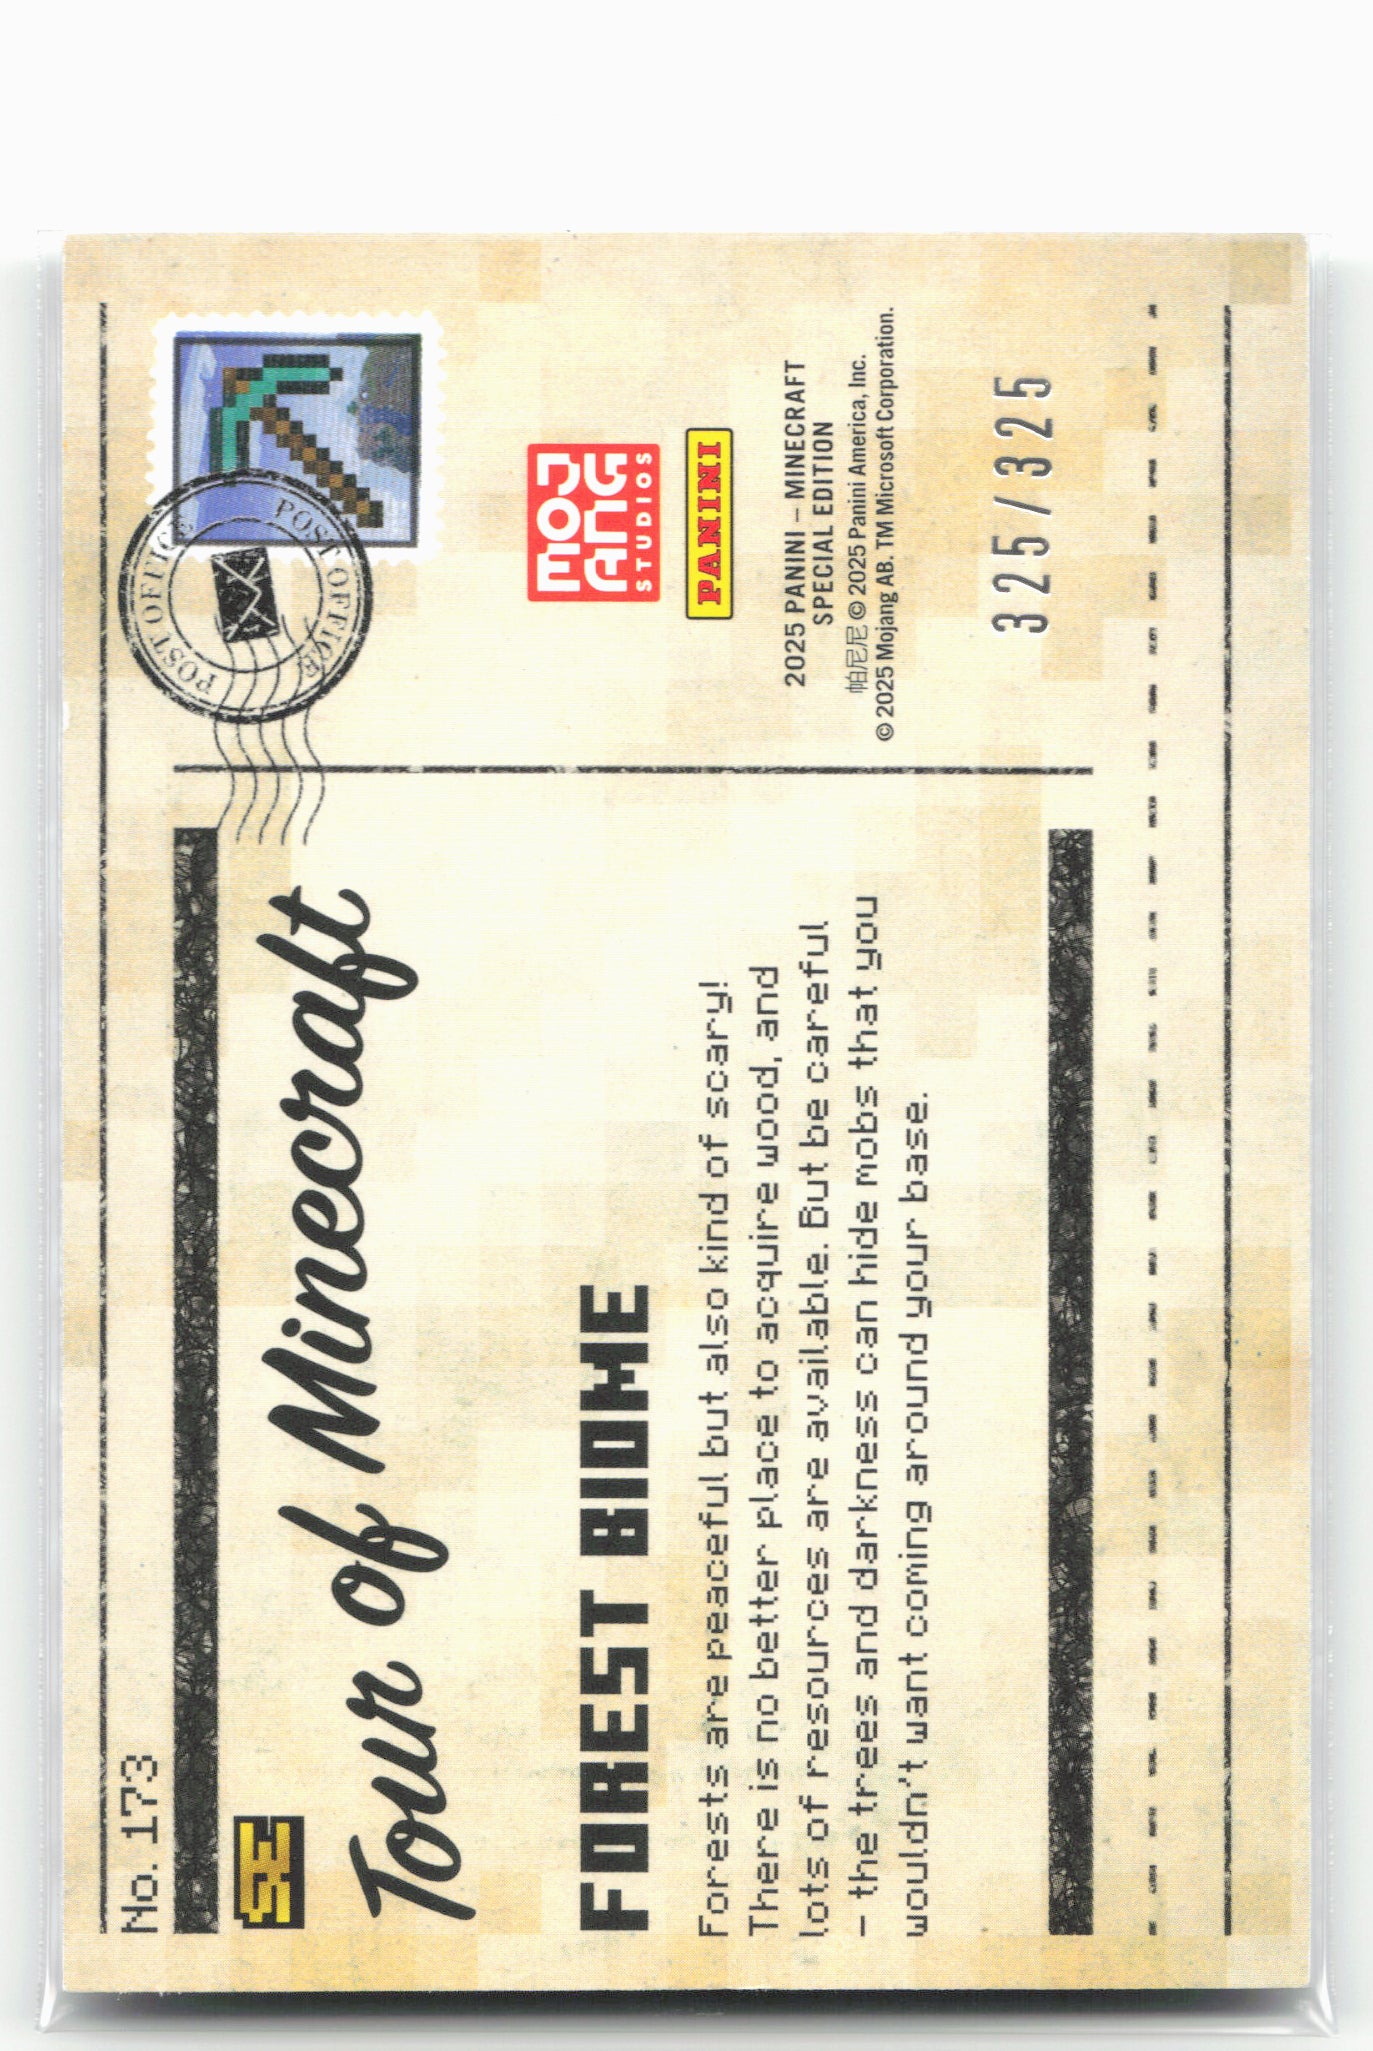 No. 173
SE
Tour of Minecraft
FOREST BIOME
Forests are peaceful but also kind of scary!
There is no better place to acquire wood, and
lots of resources are available. But be careful
– the trees and darkness can hide mobs that you
wouldn't want coming around your base.
POST OFFICE
POST OFFICE
MOJ
ANG
STUDIOS
PANINI
2025 PANINI – MINECRAFT
SPECIAL EDITION
帕尼尼 © 2025 Panini America, Inc.
© 2025 Mojang AB. TM Microsoft Corporation.
325/325